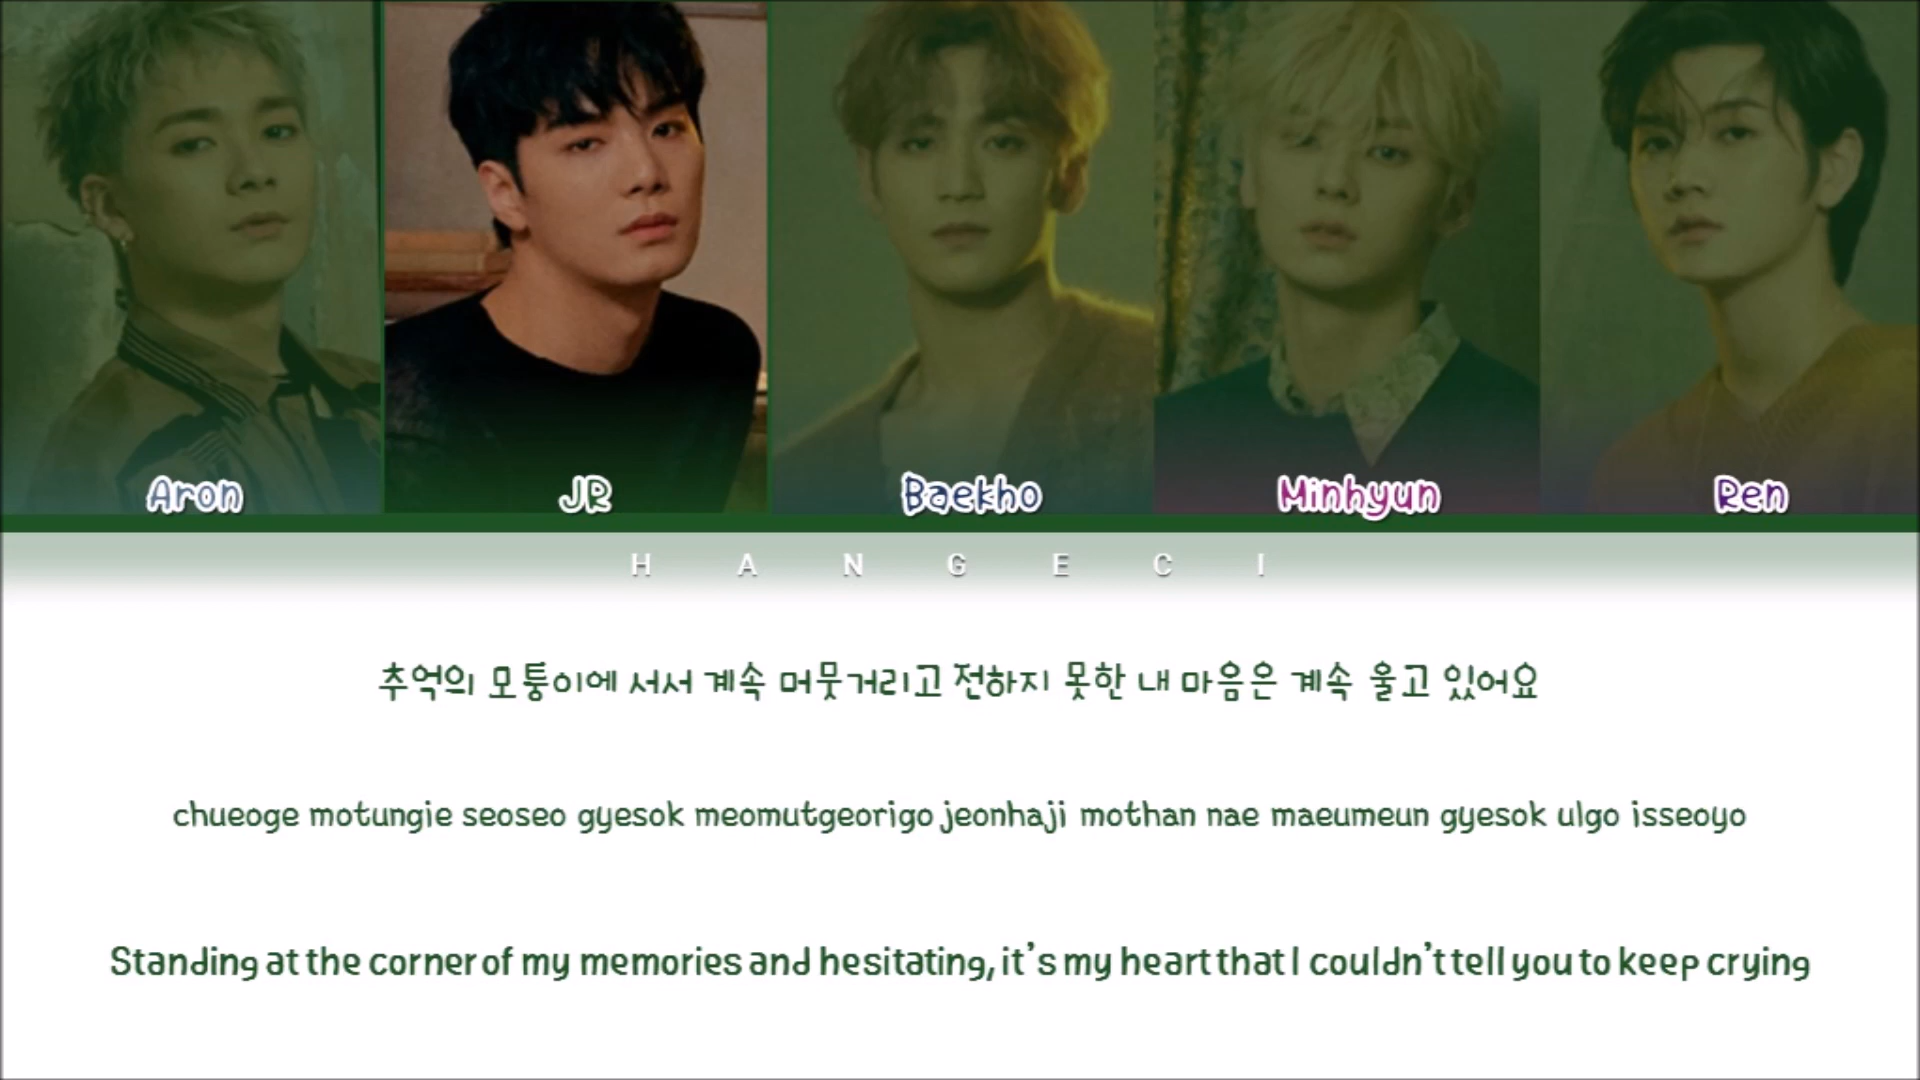 Aron JR Baekho Minhyun Ren
HANGECI
추억의 모퉁이에 서서 계속 머뭇거리고 전하지 못한 내 마음은 계속 울고 있어요
chueoge motungie seoseo gyesok meomutgeorigo jeonhaji mothan nae maeumeun gyesok ulgo isseoyo
Standing at the corner of my memories and hesitating, it's my heart that I couldn't tell you to keep crying